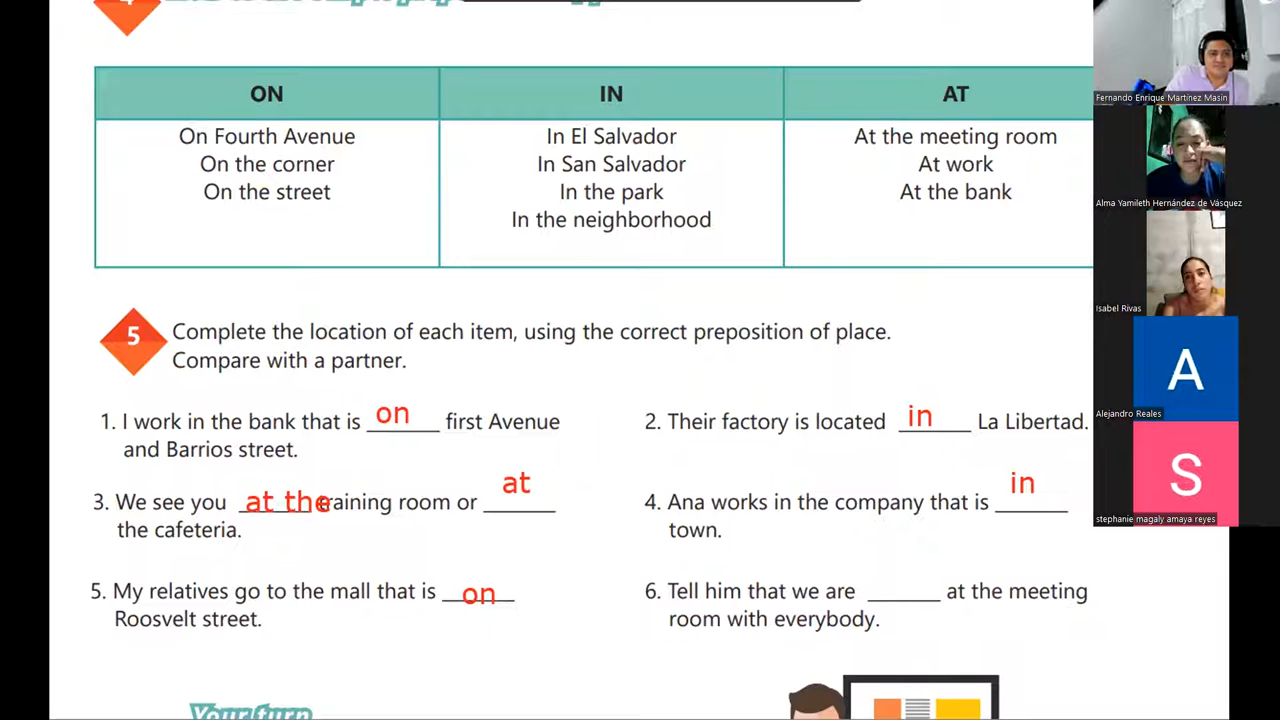 ON IN AT
On Fourth Avenue In El Salvador At the meeting room
On the corner In San Salvador At work
On the street In the park At the bank
In the neighborhood
5 Complete the location of each item, using the correct preposition of place.
Compare with a partner.
1. I work in the bank that is on first Avenue
and Barrios street.
2. Their factory is located in La Libertad.
3. We see you at the raining room or at
the cafeteria.
4. Ana works in the company that is in
town.
5. My relatives go to the mall that is on
Roosvelt street.
6. Tell him that we are ______ at the meeting
room with everybody.
Your turn
Fernando Enrique Martínez Masin
Alma Yamileth Hernández de Vásquez
Isabel Rivas
A
Alejandro Reales
S
stephanie magaly amaya reyes